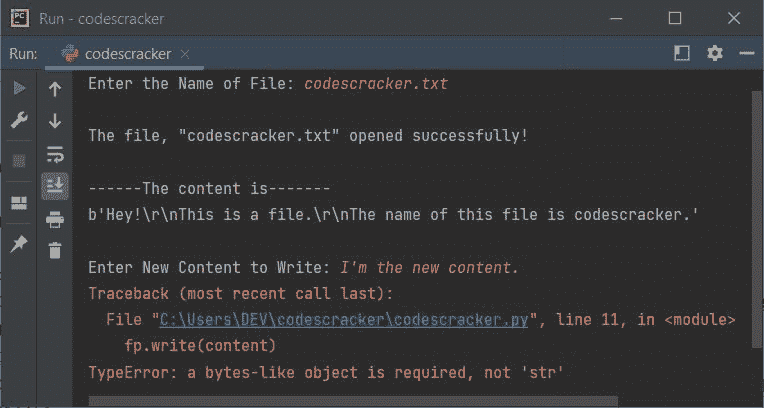 PC Run - codescracker
Run: codescracker
Enter the Name of File: codescracker.txt
The file, "codescracker.txt" opened successfully!
------The content is-------
b'Hey!\r\nThis is a file.\r\nThe name of this file is codescracker.'
Enter New Content to Write: I'm the new content.
Traceback (most recent call last):
File "C:\Users\DEV\codescracker\codescracker.py", line 11, in <module>
fp.write(content)
TypeError: a bytes-like object is required, not 'str'